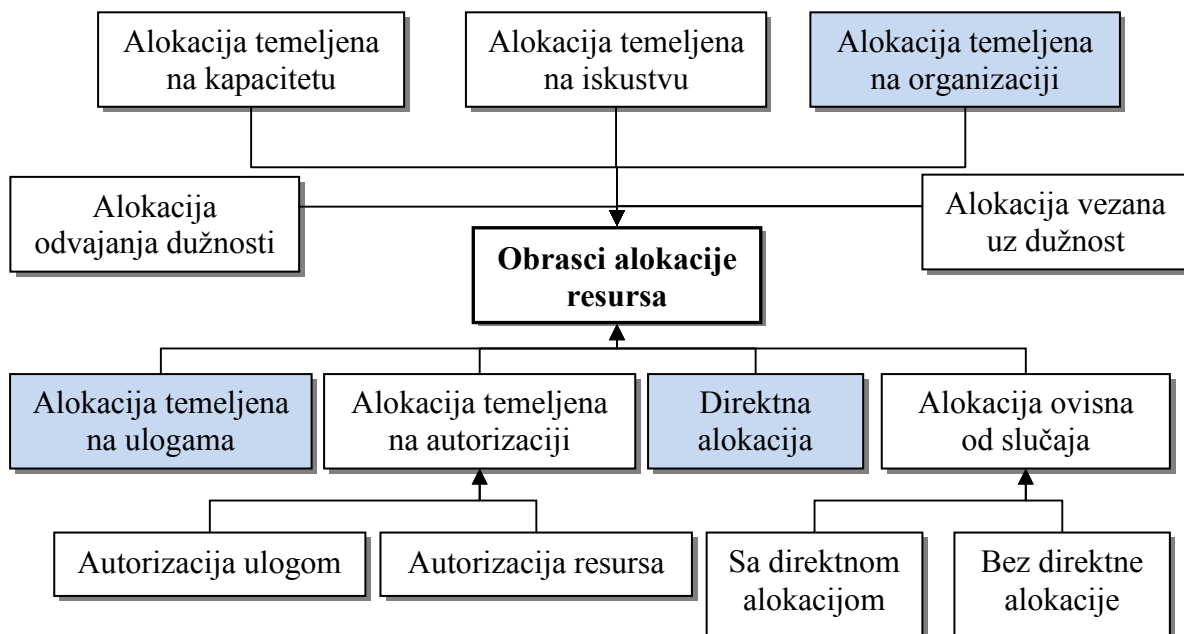 Alokacija temeljena
na kapacitetu
Alokacija temeljena
na iskustvu
Alokacija temeljena
na organizaciji
Alokacija
odvajanja dužnosti
Alokacija vezana
uz dužnost
Obrasci alokacije
resursa
Alokacija temeljena
na ulogama
Alokacija temeljena
na autorizaciji
Direktna
alokacija
Alokacija ovisna
od slučaja
Autorizacija ulogom
Autorizacija resursa
Sa direktnom
alokacijom
Bez direktne
alokacije